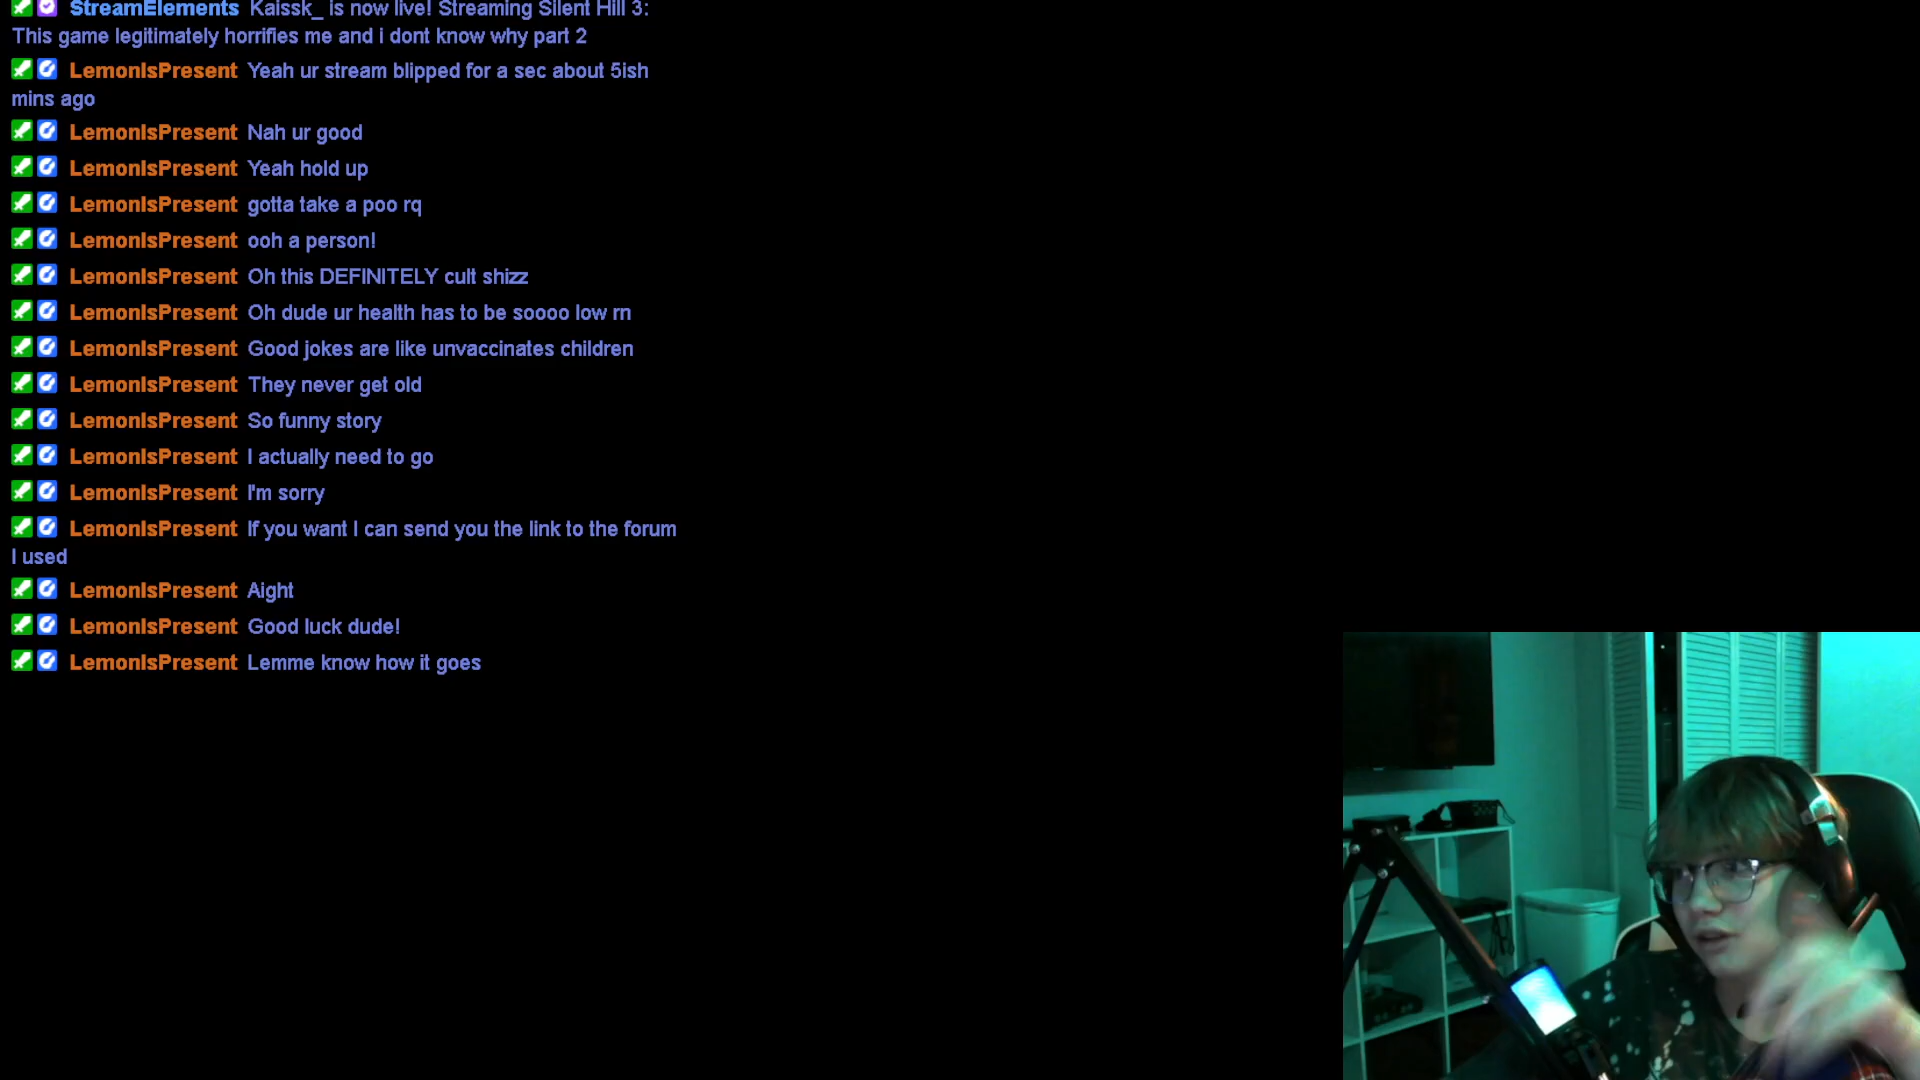 StreamElements Kaissk_ is now live! Streaming Silent Hill 3:
This game legitimately horrifies me and i dont know why part 2
LemonIsPresent Yeah ur stream blipped for a sec about 5ish
mins ago
LemonIsPresent Nah ur good
LemonIsPresent Yeah hold up
LemonIsPresent gotta take a poo rq
LemonIsPresent ooh a person!
LemonIsPresent Oh this DEFINITELY cult shizz
LemonIsPresent Oh dude ur health has to be soooo low rn
LemonIsPresent Good jokes are like unvaccinates children
LemonIsPresent They never get old
LemonIsPresent So funny story
LemonIsPresent I actually need to go
LemonIsPresent I'm sorry
LemonIsPresent If you want I can send you the link to the forum
I used
LemonIsPresent Aight
LemonIsPresent Good luck dude!
LemonIsPresent Lemme know how it goes